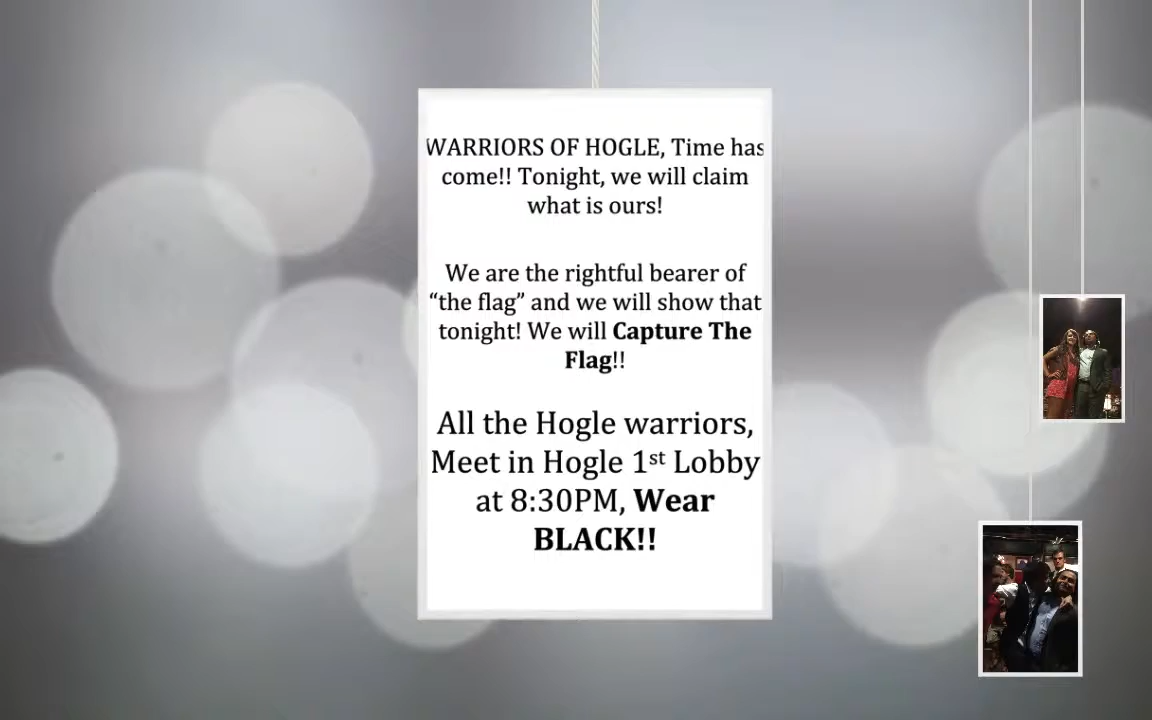 WARRIORS OF HOGLE, Time has
come!! Tonight, we will claim
what is ours!
We are the rightful bearer of
“the flag” and we will show that
tonight! We will Capture The
Flag!!
All the Hogle warriors,
Meet in Hogle 1st Lobby
at 8:30PM, Wear
BLACK!!